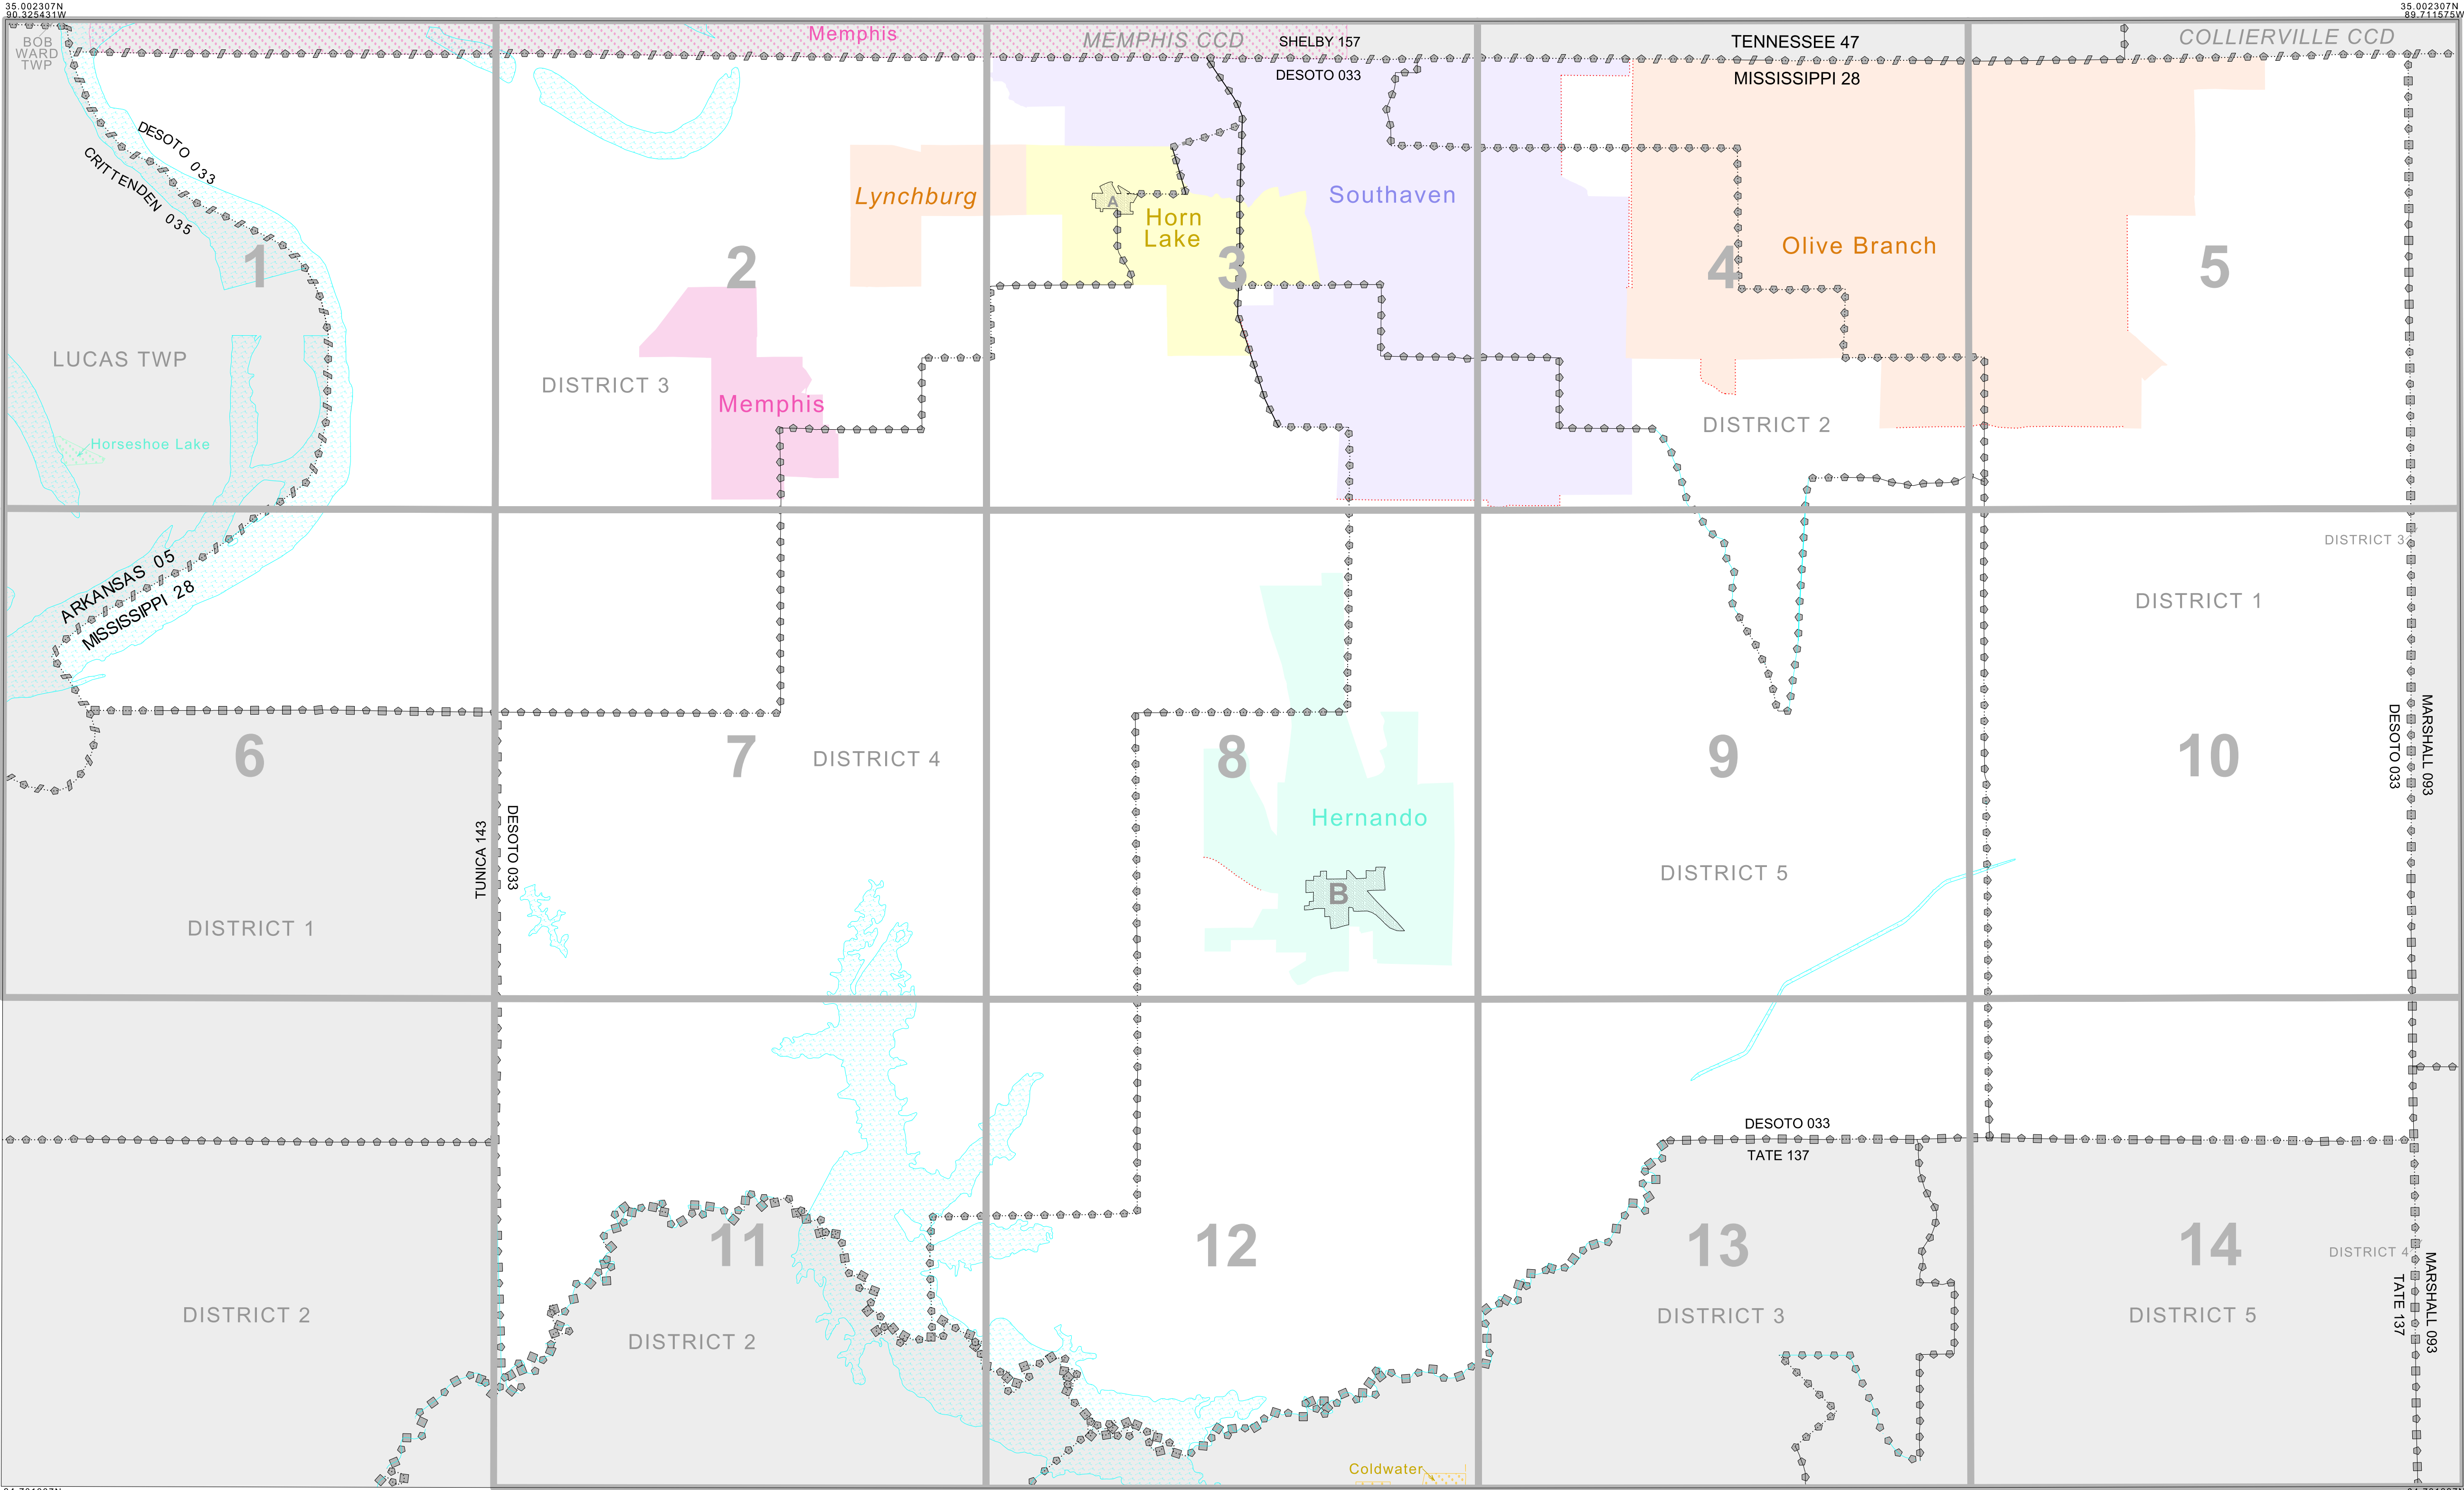 35.002307N
90.325431W
35.002307N
89.711575W
BOB
WARD
TWP
Memphis
MEMPHIS CCD
SHELBY 157
DESOTO 033
TENNESSEE 47
MISSISSIPPI 28
COLLIERVILLE CCD
DESOTO 033
CRITTENDEN 035
Lynchburg
A
Horn
Lake
Southaven
Olive Branch
1
2
3
4
5
LUCAS TWP
DISTRICT 3
Memphis
DISTRICT 2
Horseshoe Lake
ARKANSAS 05
MISSISSIPPI 28
DISTRICT 3
DISTRICT 1
6
7
DISTRICT 4
8
9
10
MARSHALL 093
DESOTO 033
TUNICA 143
DESOTO 033
Hernando
B
DISTRICT 5
DISTRICT 1
DESOTO 033
TATE 137
11
12
13
14
DISTRICT 4
MARSHALL 093
TATE 137
DISTRICT 2
DISTRICT 2
DISTRICT 3
DISTRICT 5
Coldwater